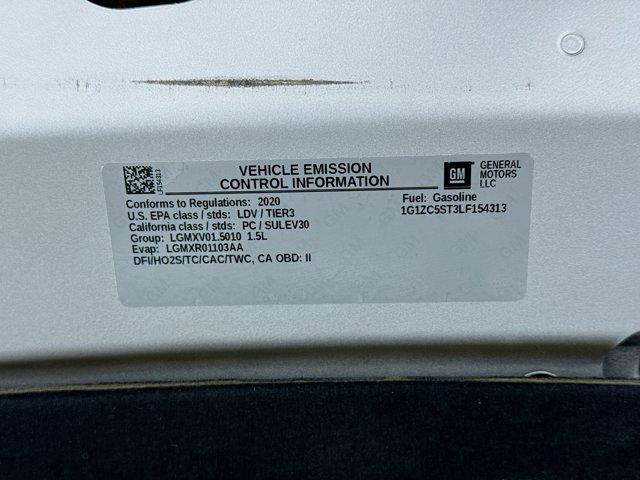 LF154313
VEHICLE EMISSION
CONTROL INFORMATION
GM
GENERAL
MOTORS
LLC
Conforms to Regulations: 2020
U.S. EPA class / stds: LDV / TIER3
California class / stds: PC / SULEV30
Group: LGMXV01.5010 1.5L
Evap: LGMXR01103AA
DFI/HO2S/TC/CAC/TWC, CA OBD: II
Fuel: Gasoline
1G1ZC5ST3LF154313